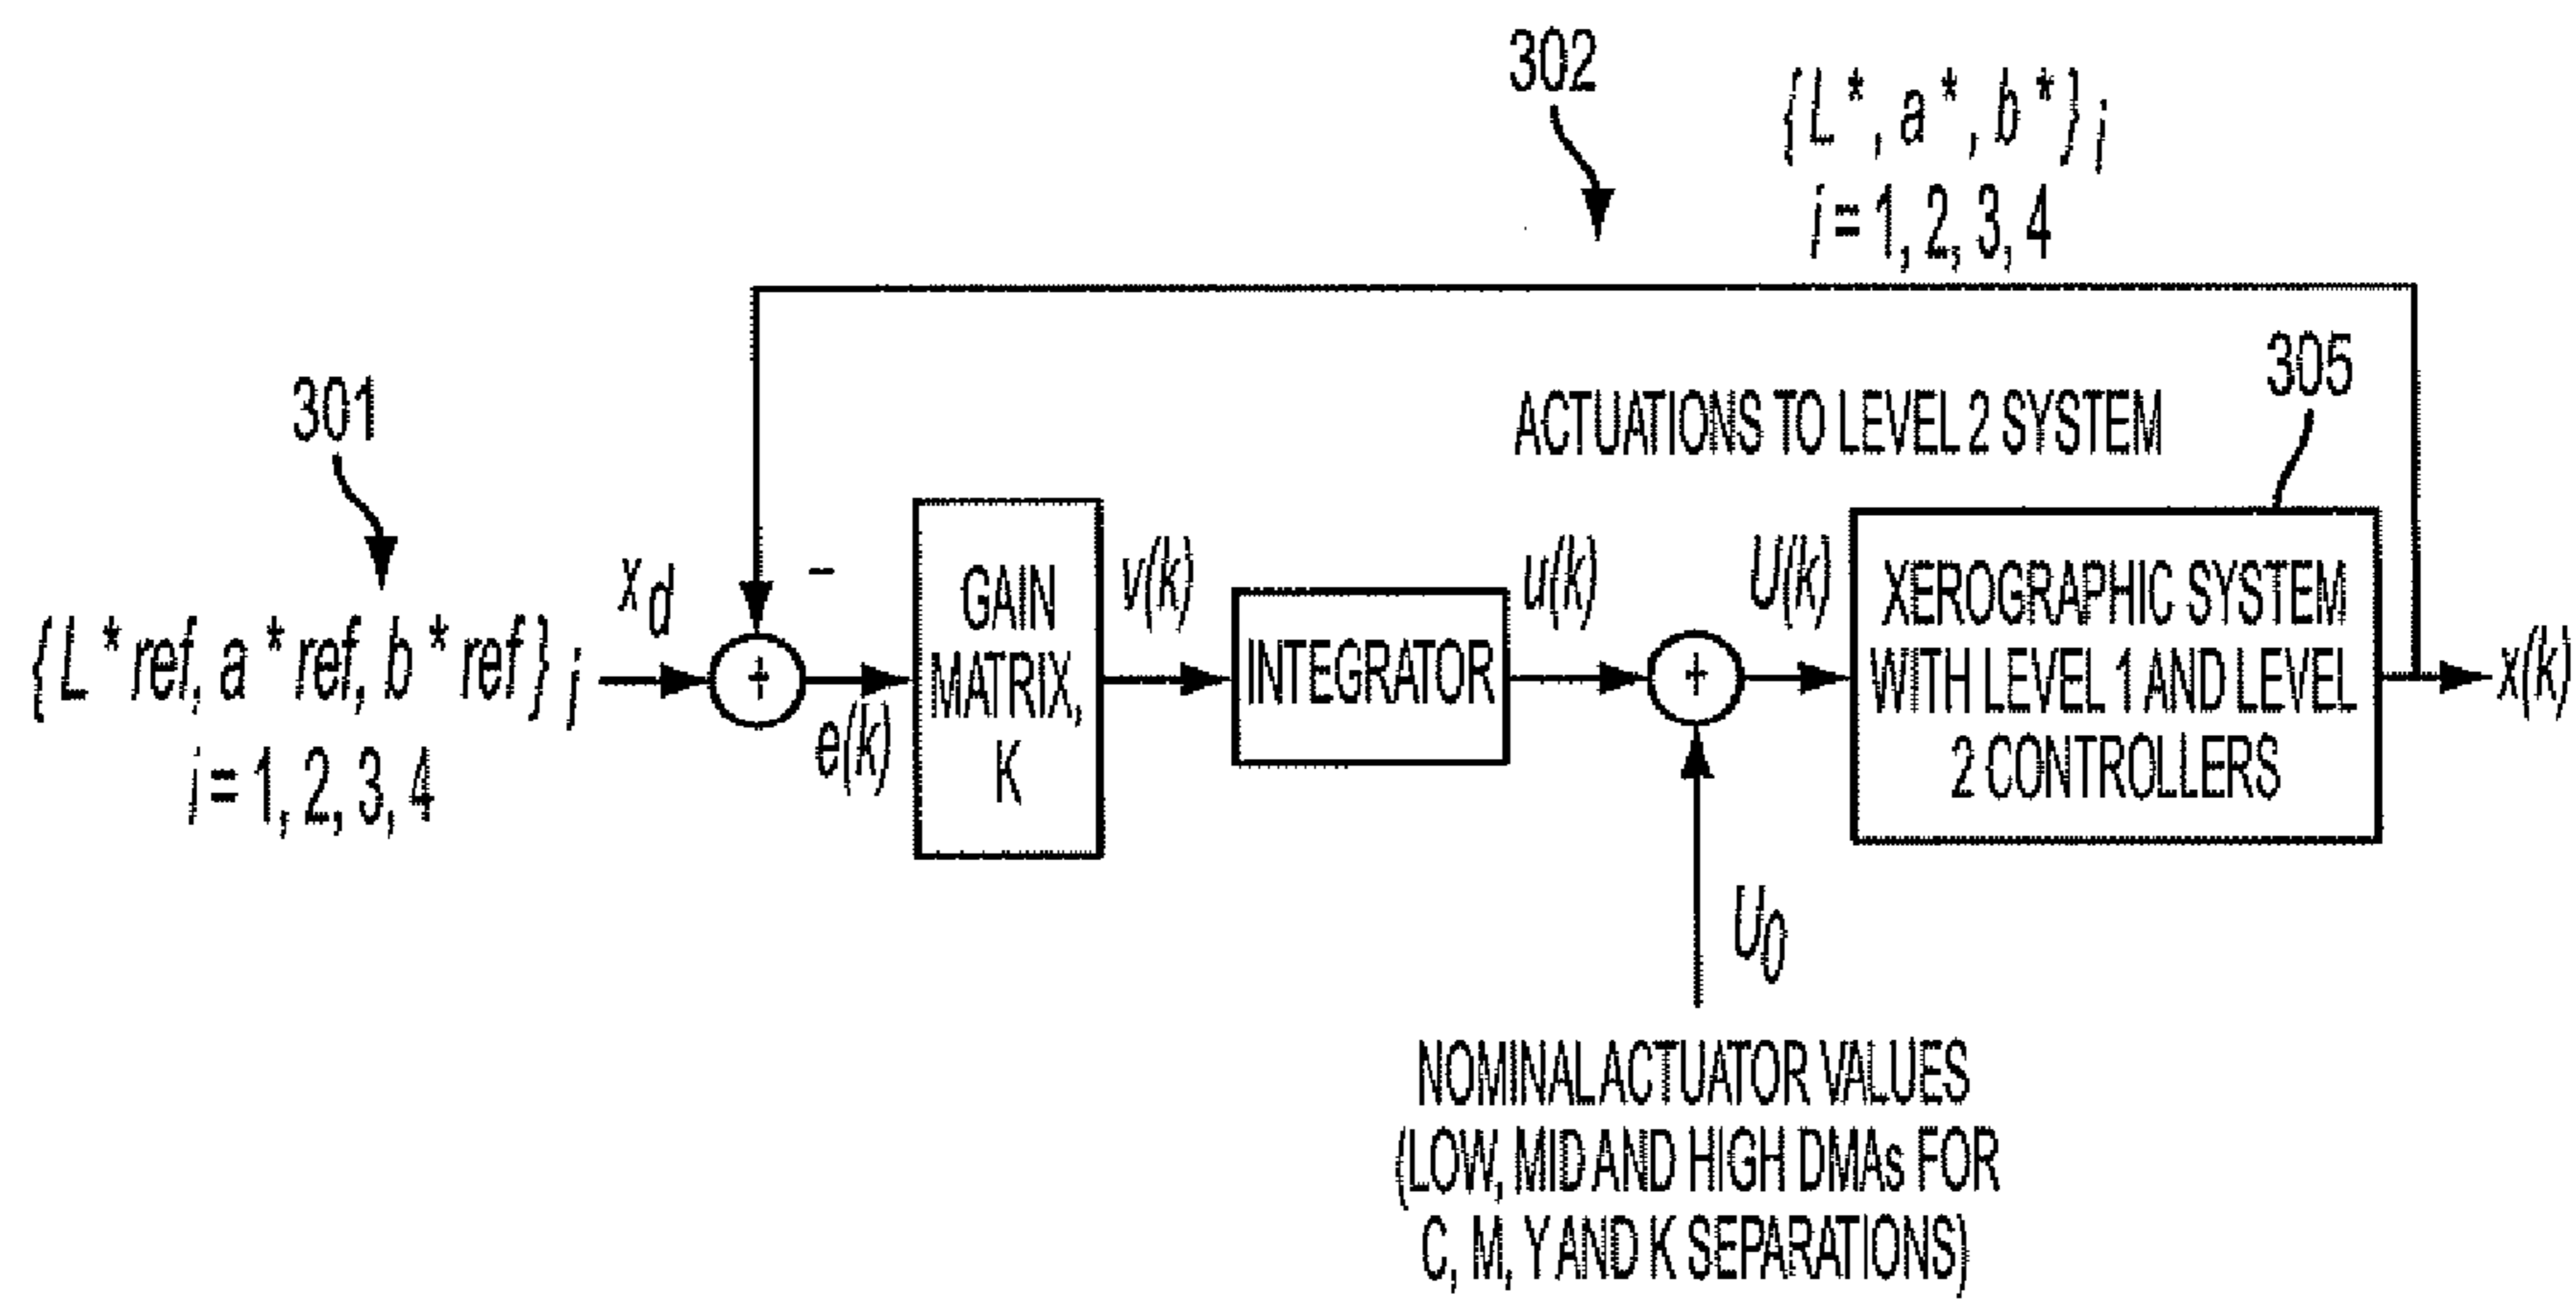 302
{L*, a*, b*}i
i = 1, 2, 3, 4
305
301
ACTUATIONS TO LEVEL 2 SYSTEM
{L* ref, a* ref, b* ref}i
i = 1, 2, 3, 4
xd
–
+
e(k)
GAIN
MATRIX,
K
v(k)
INTEGRATOR
u(k)
+
U(k)
XEROGRAPHIC SYSTEM
WITH LEVEL 1 AND LEVEL
2 CONTROLLERS
x(k)
U0
NOMINAL ACTUATOR VALUES
(LOW, MID AND HIGH DMAs FOR
C, M, Y AND K SEPARATIONS)